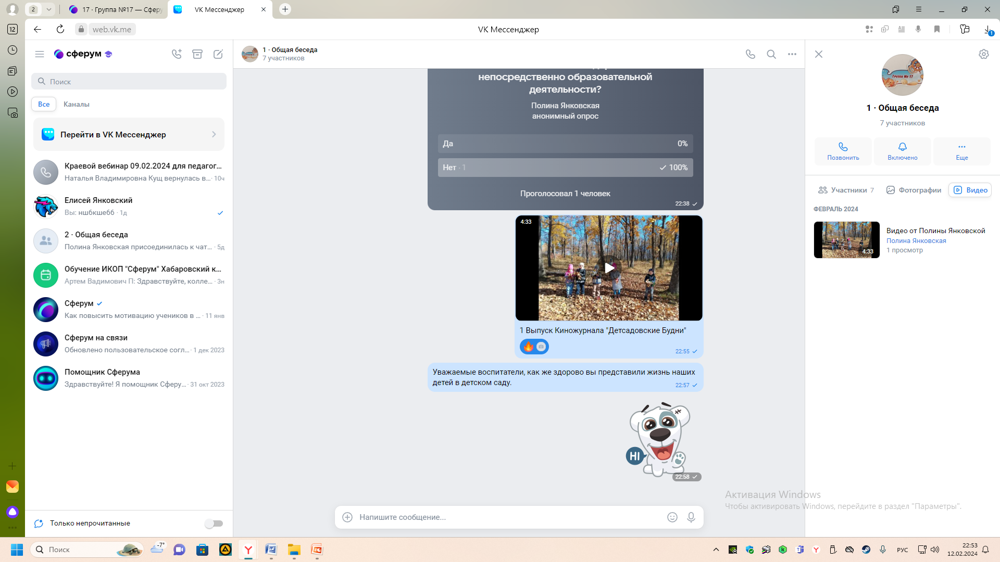 2
17 · Группа №17 — Сферу
VK Мессенджер
12
web.vk.me
VK Мессенджер
1
сферум
Поиск
Все
Каналы
Перейти в VK Мессенджер
Краевой вебинар 09.02.2024 для педагог...
Наталья Владимировна Кущ вернулась в... · 10ч
Елисей Янковский
Вы: нш6кше66 · 1д
2 · Общая беседа
Полина Янковская присоединилась к чат... · 5д
Обучение ИКОП "Сферум" Хабаровский к...
Артем Вадимович П: Здравствуйте, колле... · 3н
Сферум
Как повысить мотивацию учеников в ... · 11 янв
Сферум на связи
Обновлено пользовательское согл... · 1 дек 2023
Помощник Сферума
Здравствуйте! Я помощник Сферу... · 31 окт 2023
Только непрочитанные
1 · Общая беседа
7 участников
непосредственно образовательной
деятельности?
Полина Янковская
анонимный опрос
Да 0%
Нет · 1 100%
Проголосовал 1 человек
22:38
4:33
1 Выпуск Киножурнала "Детсадовские Будни"
22:55
Уважаемые воспитатели, как же здорово вы представили жизнь наших
детей в детском саду.
22:57
HI
22:58
Напишите сообщение...
Группа № 17
1 · Общая беседа
7 участников
Позвонить
Включено
Еще
Участники 7
Фотографии
Видео
ФЕВРАЛЬ 2024
4:33
Видео от Полины Янковской
Полина Янковская
1 просмотр
Активация Windows
Чтобы активировать Windows, перейдите в раздел "Параметры".
Поиск
-7°
РУС
22:53
12.02.2024